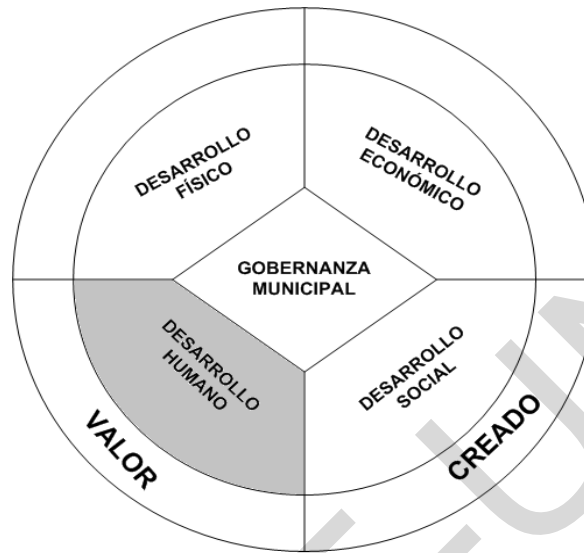 DESARROLLO
FÍSICO
DESARROLLO
ECONÓMICO
GOBERNANZA
MUNICIPAL
DESARROLLO
HUMANO
DESARROLLO
SOCIAL
VALOR
CREADO